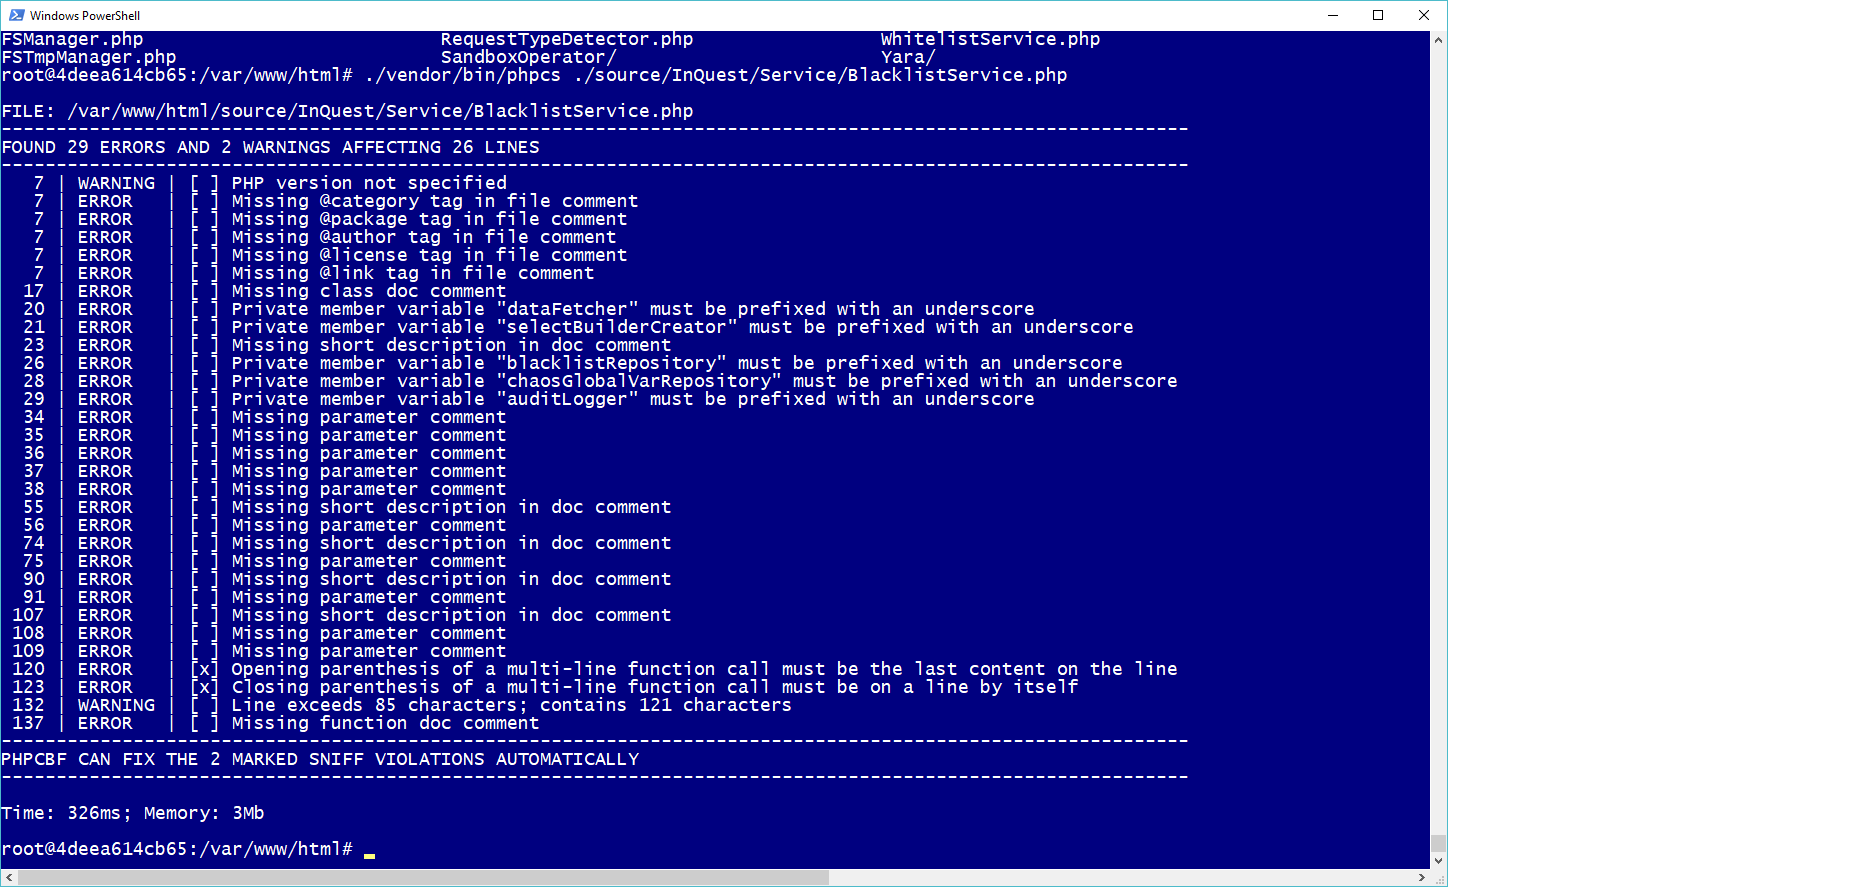 Windows PowerShell
FSManager.php RequestTypeDetector.php WhitelistService.php
FSTmpManager.php SandboxOperator/ Yara/
root@4deea614cb65:/var/www/html# ./vendor/bin/phpcs ./source/InQuest/Service/BlacklistService.php
FILE: /var/www/html/source/InQuest/Service/BlacklistService.php
------------------------------------------------------------------------------------------------------------
FOUND 29 ERRORS AND 2 WARNINGS AFFECTING 26 LINES
------------------------------------------------------------------------------------------------------------
7 | WARNING | [ ] PHP version not specified
7 | ERROR | [ ] Missing @category tag in file comment
7 | ERROR | [ ] Missing @package tag in file comment
7 | ERROR | [ ] Missing @author tag in file comment
7 | ERROR | [ ] Missing @license tag in file comment
7 | ERROR | [ ] Missing @link tag in file comment
17 | ERROR | [ ] Missing class doc comment
20 | ERROR | [ ] Private member variable "dataFetcher" must be prefixed with an underscore
21 | ERROR | [ ] Private member variable "selectBuilderCreator" must be prefixed with an underscore
23 | ERROR | [ ] Missing short description in doc comment
26 | ERROR | [ ] Private member variable "blacklistRepository" must be prefixed with an underscore
28 | ERROR | [ ] Private member variable "chaosGlobalVarRepository" must be prefixed with an underscore
29 | ERROR | [ ] Private member variable "auditLogger" must be prefixed with an underscore
34 | ERROR | [ ] Missing parameter comment
35 | ERROR | [ ] Missing parameter comment
36 | ERROR | [ ] Missing parameter comment
37 | ERROR | [ ] Missing parameter comment
38 | ERROR | [ ] Missing parameter comment
55 | ERROR | [ ] Missing short description in doc comment
56 | ERROR | [ ] Missing parameter comment
74 | ERROR | [ ] Missing short description in doc comment
75 | ERROR | [ ] Missing parameter comment
90 | ERROR | [ ] Missing short description in doc comment
91 | ERROR | [ ] Missing parameter comment
107 | ERROR | [ ] Missing short description in doc comment
108 | ERROR | [ ] Missing parameter comment
109 | ERROR | [ ] Missing parameter comment
120 | ERROR | [x] Opening parenthesis of a multi-line function call must be the last content on the line
123 | ERROR | [x] Closing parenthesis of a multi-line function call must be on a line by itself
132 | WARNING | [ ] Line exceeds 85 characters; contains 121 characters
137 | ERROR | [ ] Missing function doc comment
------------------------------------------------------------------------------------------------------------
PHPCBF CAN FIX THE 2 MARKED SNIFF VIOLATIONS AUTOMATICALLY
------------------------------------------------------------------------------------------------------------
Time: 326ms; Memory: 3Mb
root@4deea614cb65:/var/www/html#